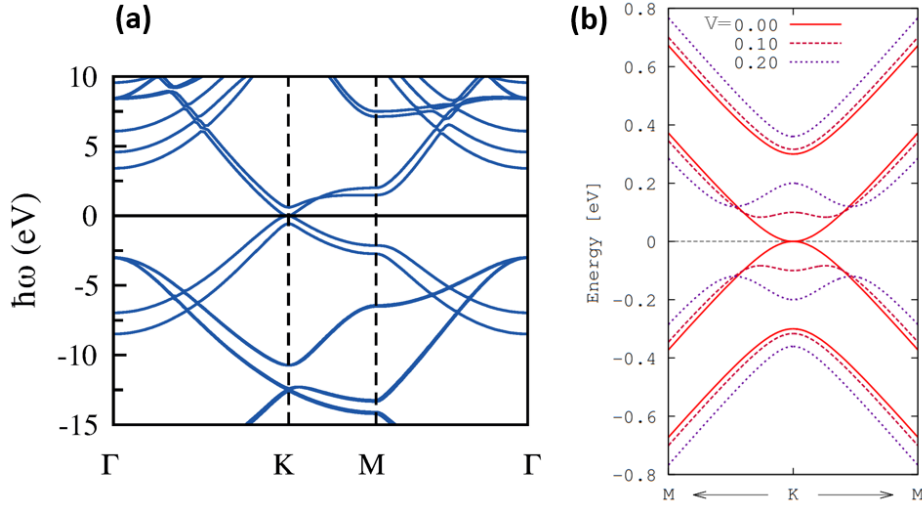 (a)
10
5
0
-5
-10
-15
ħω (eV)
Γ
K
M
Γ
(b)
V=0.00
0.10
0.20
0.8
0.6
0.4
0.2
0
-0.2
-0.4
-0.6
-0.8
Energy [eV]
M
K
M